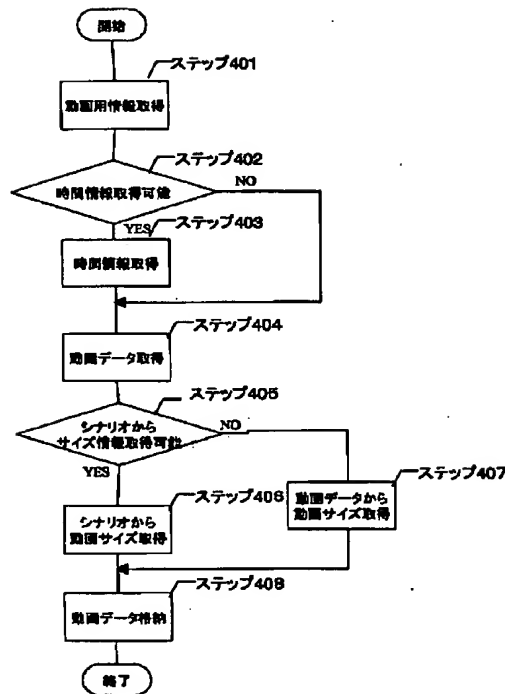 開始
ステップ401
動画用情報取得
ステップ402
時間情報取得可能
NO
YES
ステップ403
時間情報取得
ステップ404
動画データ取得
ステップ405
シナリオから
サイズ情報取得可能
NO
YES
ステップ406
シナリオから
動画サイズ取得
ステップ407
動画データから
動画サイズ取得
ステップ408
動画データ格納
終了